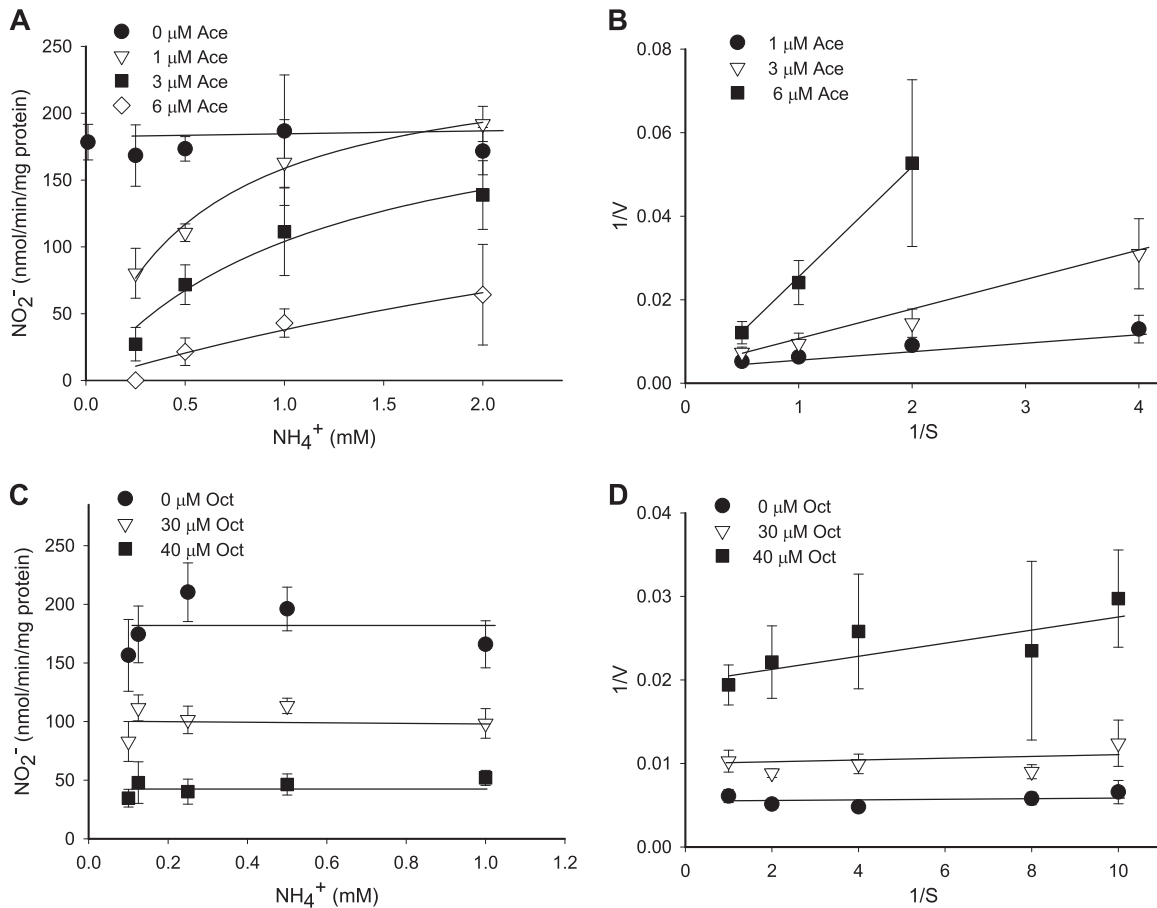 A
0 μM Ace
1 μM Ace
3 μM Ace
6 μM Ace
250
200
150
100
50
0
NO2- (nmol/min/mg protein)
0.0 0.5 1.0 1.5 2.0
NH4+ (mM)
B
1 μM Ace
3 μM Ace
6 μM Ace
0.08
0.06
0.04
0.02
0.00
1/V
0 1 2 3 4
1/S
C
0 μM Oct
30 μM Oct
40 μM Oct
250
200
150
100
50
0
NO2- (nmol/min/mg protein)
0.0 0.2 0.4 0.6 0.8 1.0 1.2
NH4+ (mM)
D
0 μM Oct
30 μM Oct
40 μM Oct
0.04
0.03
0.02
0.01
0.00
1/V
0 2 4 6 8 10
1/S